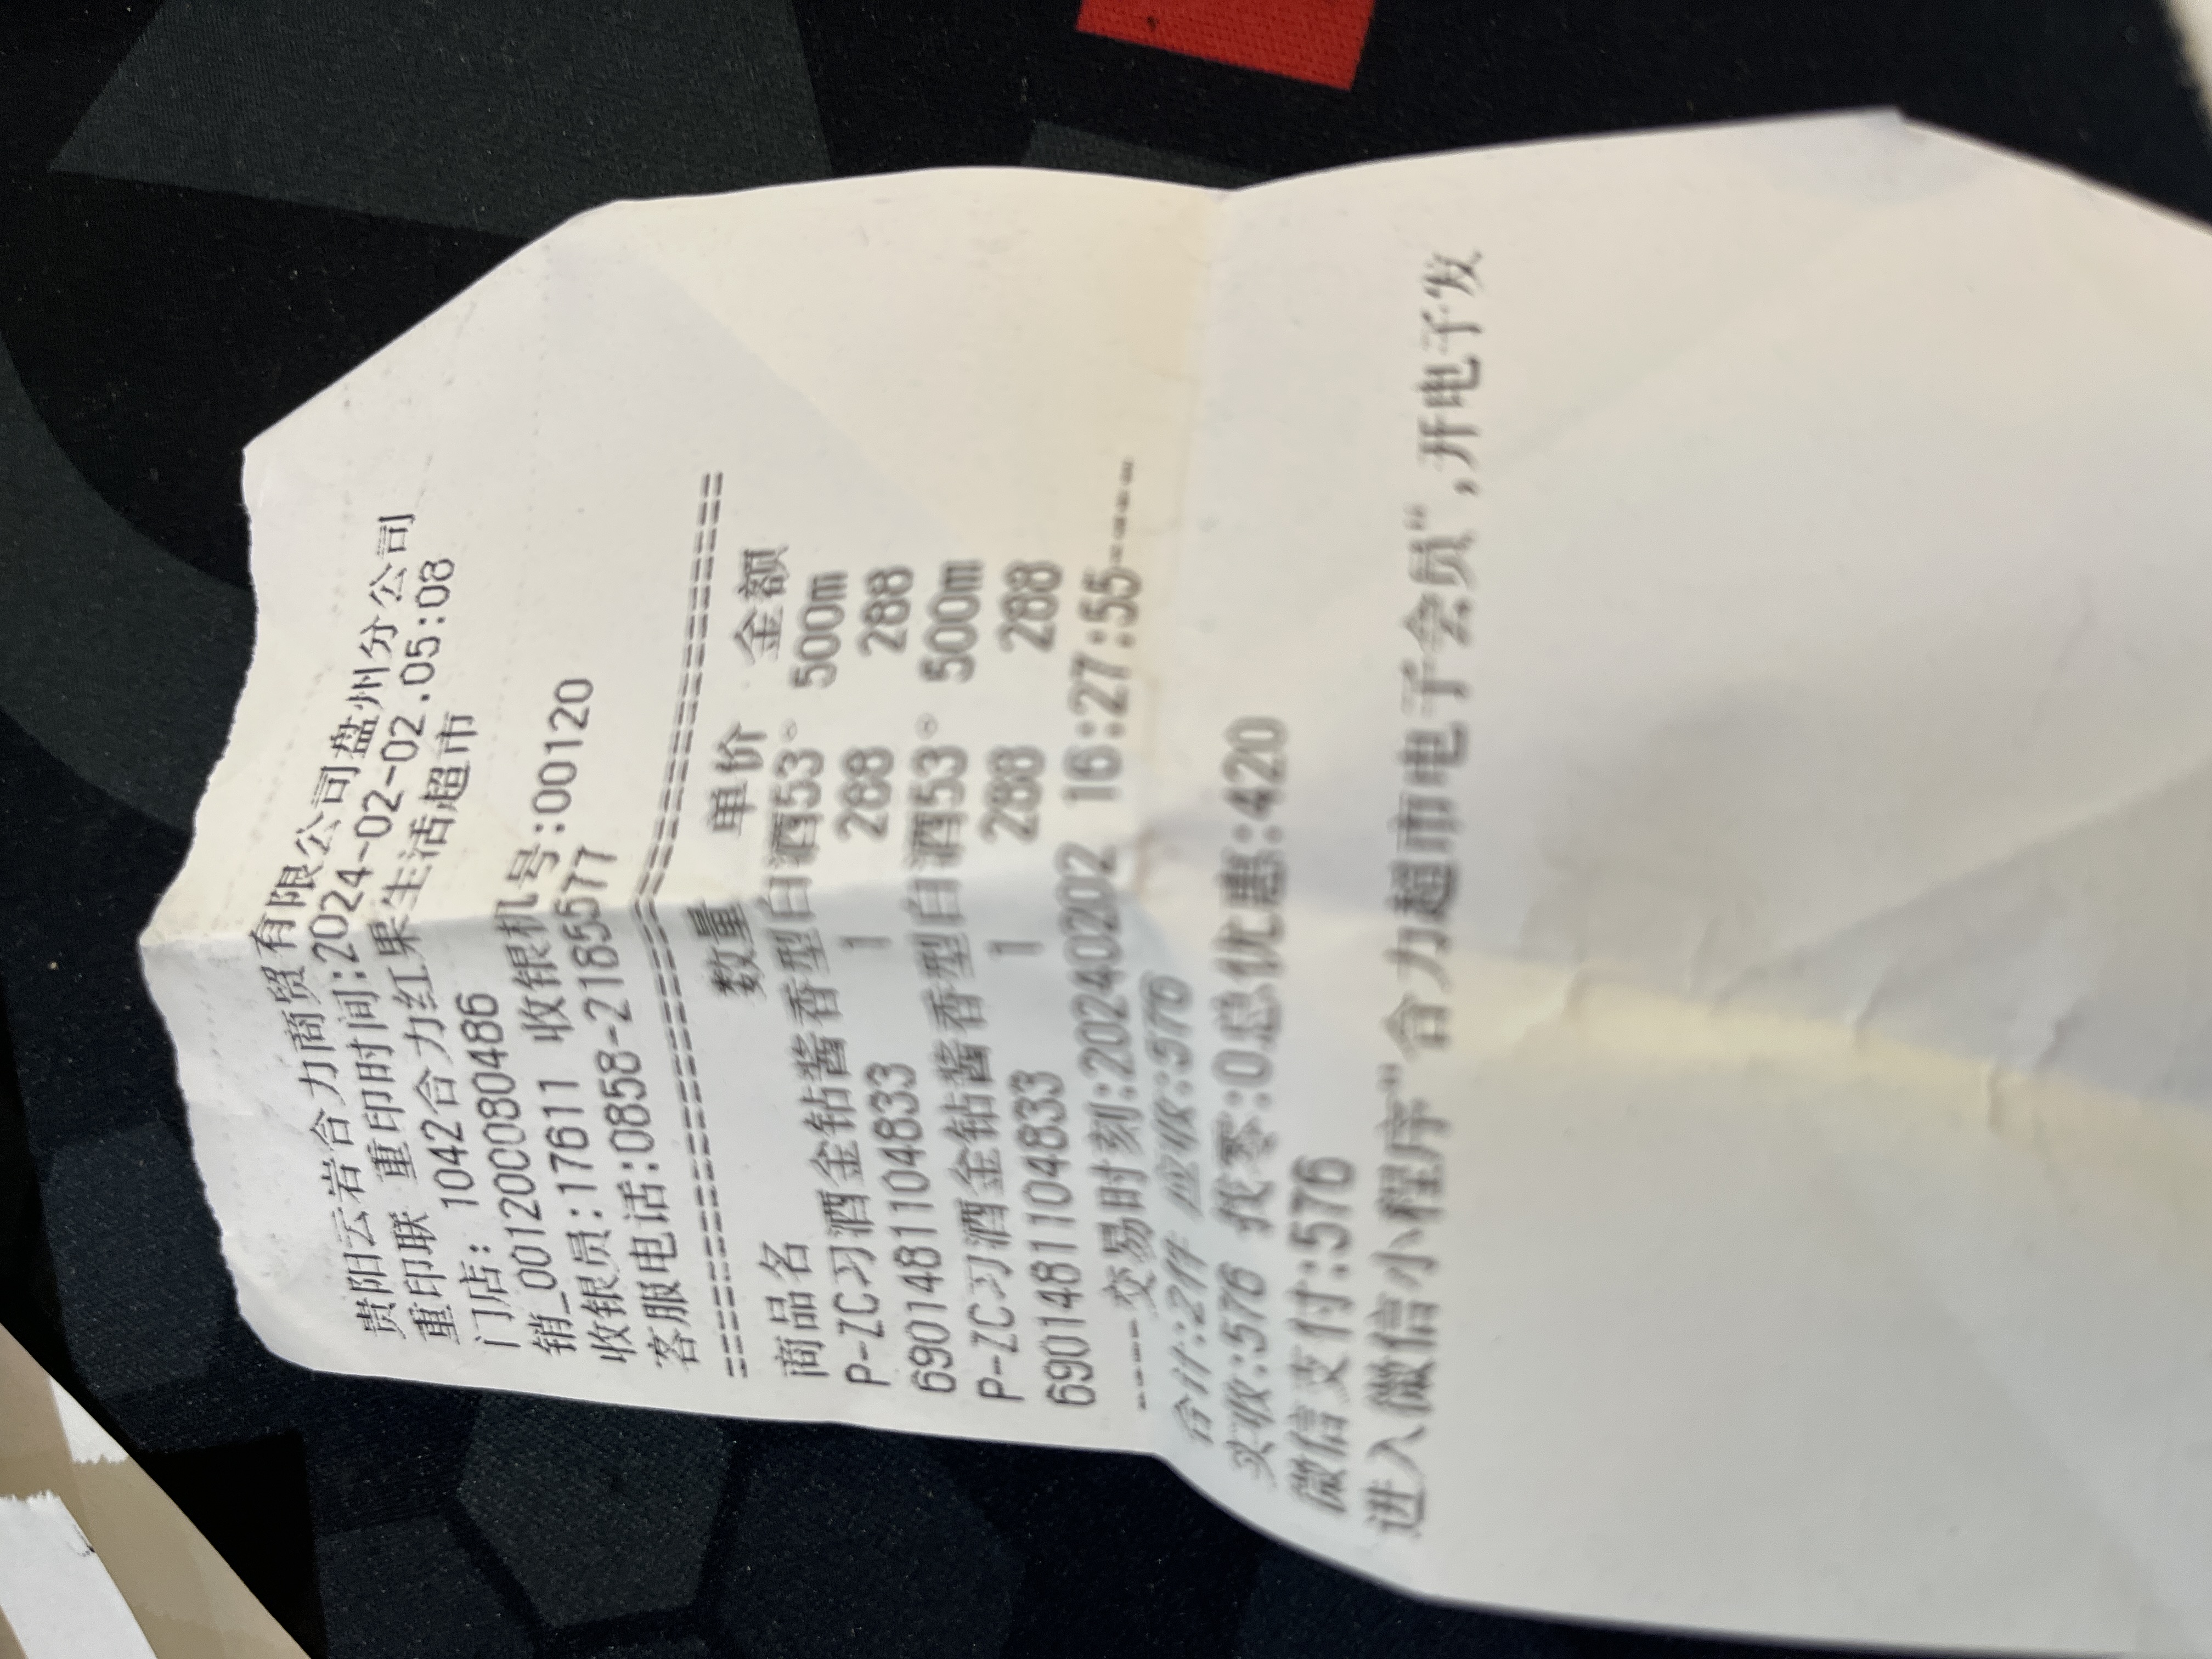 贵阳云岩合力商贸有限公司盘州分公司
重印联 重印时间:2024-02-02.05:08
门店: 1042合力红果生活超市
销_0012000080486
收银员:17611 收银机号:00120
客服电话:0858-2185577
==================================
商品名 数量 单价 金额
P-ZC习酒金钻酱香型白酒53° 500m
6901481104833 1 288 288
P-ZC习酒金钻酱香型白酒53° 500m
6901481104833 1 288 288
----交易时刻:20240202 16:27:55-----
合计:2件 应收:576
实收:576 找零:0总优惠:420
微信支付:576
进入微信小程序"合力超市电子会员",开电子发